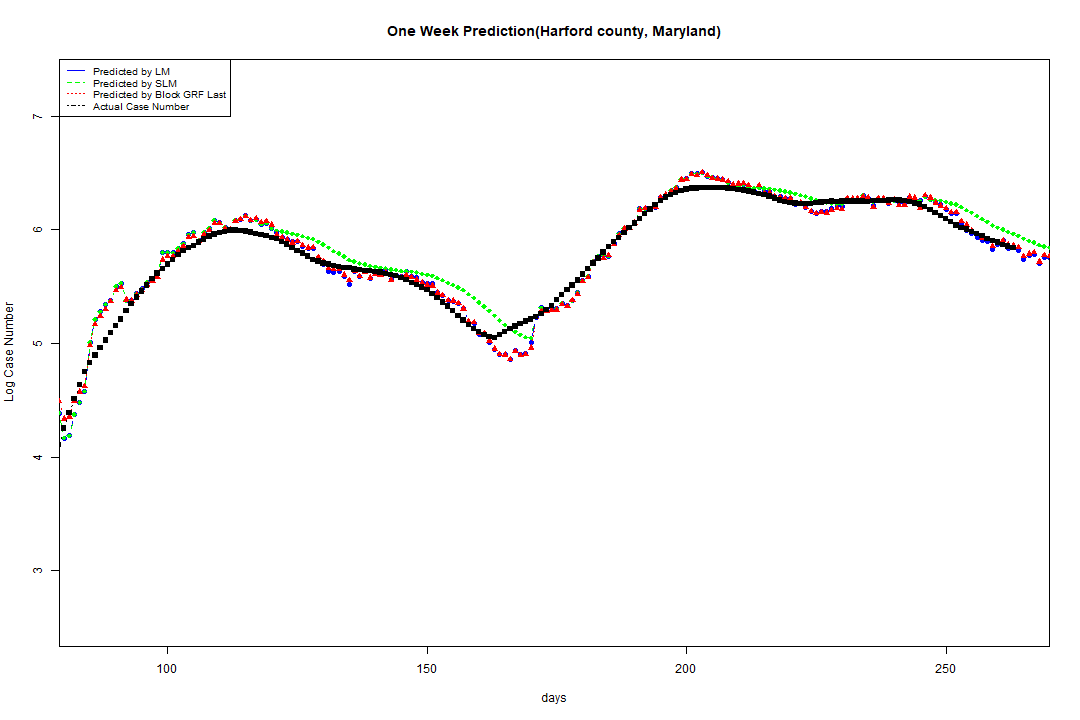 One Week Prediction(Harford county, Maryland)
Predicted by LM
Predicted by SLM
Predicted by Block GRF Last
Actual Case Number
7
6
5
4
3
Log Case Number
100 150 200 250
days